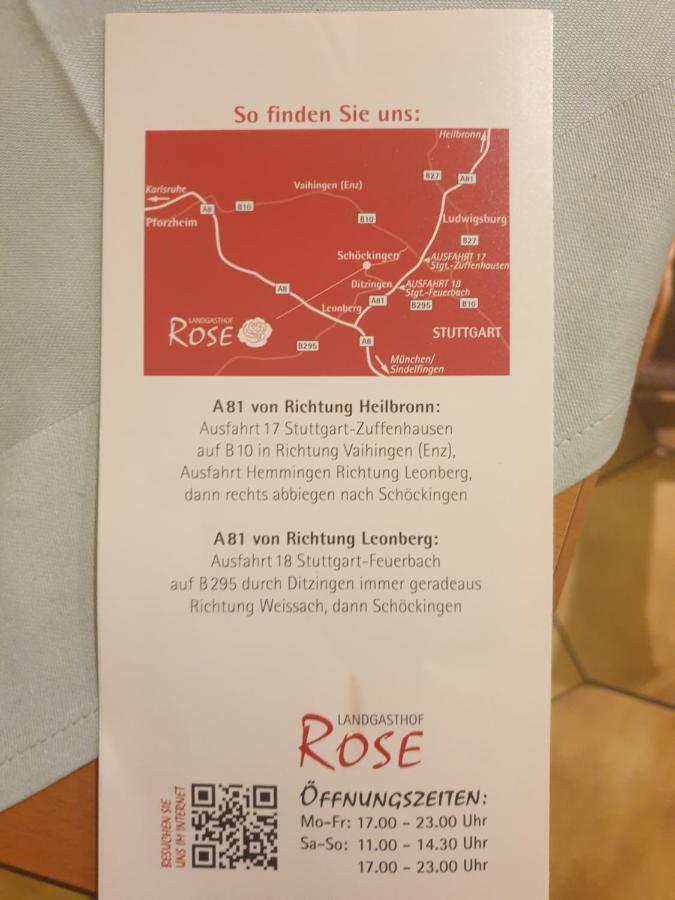 So finden Sie uns:
Heilbronn
B27
A81
Karlsruhe
Vaihingen (Enz)
A8
B10
B10
Pforzheim
Ludwigsburg
B27
Schöckingen
AUSFAHRT 17
Stgt.-Zuffenhausen
Ditzingen
AUSFAHRT 18
Stgt.-Feuerbach
A8
A81
B295
B10
Leonberg
LANDGASTHOF
ROSE
STUTTGART
B295
A8
München/
Sindelfingen
A 81 von Richtung Heilbronn:
Ausfahrt 17 Stuttgart-Zuffenhausen
auf B 10 in Richtung Vaihingen (Enz),
Ausfahrt Hemmingen Richtung Leonberg,
dann rechts abbiegen nach Schöckingen
A 81 von Richtung Leonberg:
Ausfahrt 18 Stuttgart-Feuerbach
auf B 295 durch Ditzingen immer geradeaus
Richtung Weissach, dann Schöckingen
LANDGASTHOF
ROSE
BESUCHEN SIE
UNS IM INTERNET
ÖFFNUNGSZEITEN:
Mo-Fr: 17.00 - 23.00 Uhr
Sa-So: 11.00 - 14.30 Uhr
17.00 - 23.00 Uhr